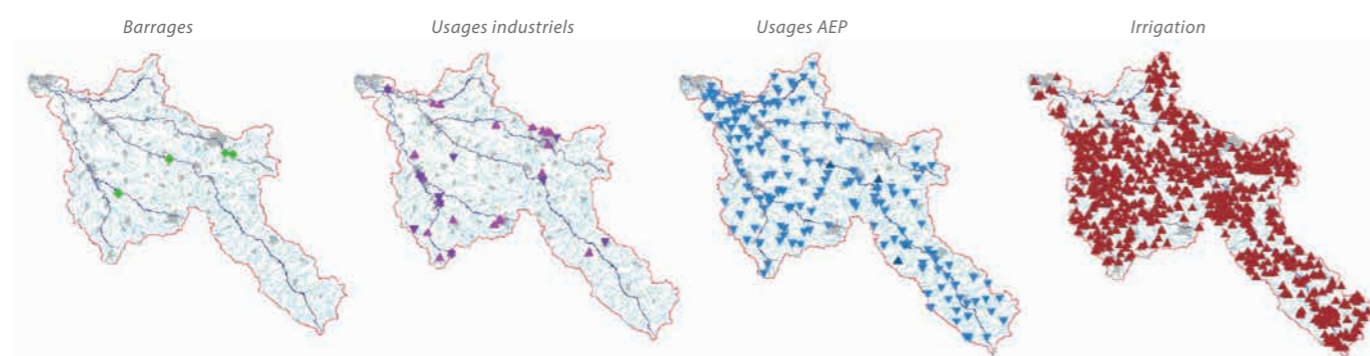 Barrages
Usages industriels
Usages AEP
Irrigation